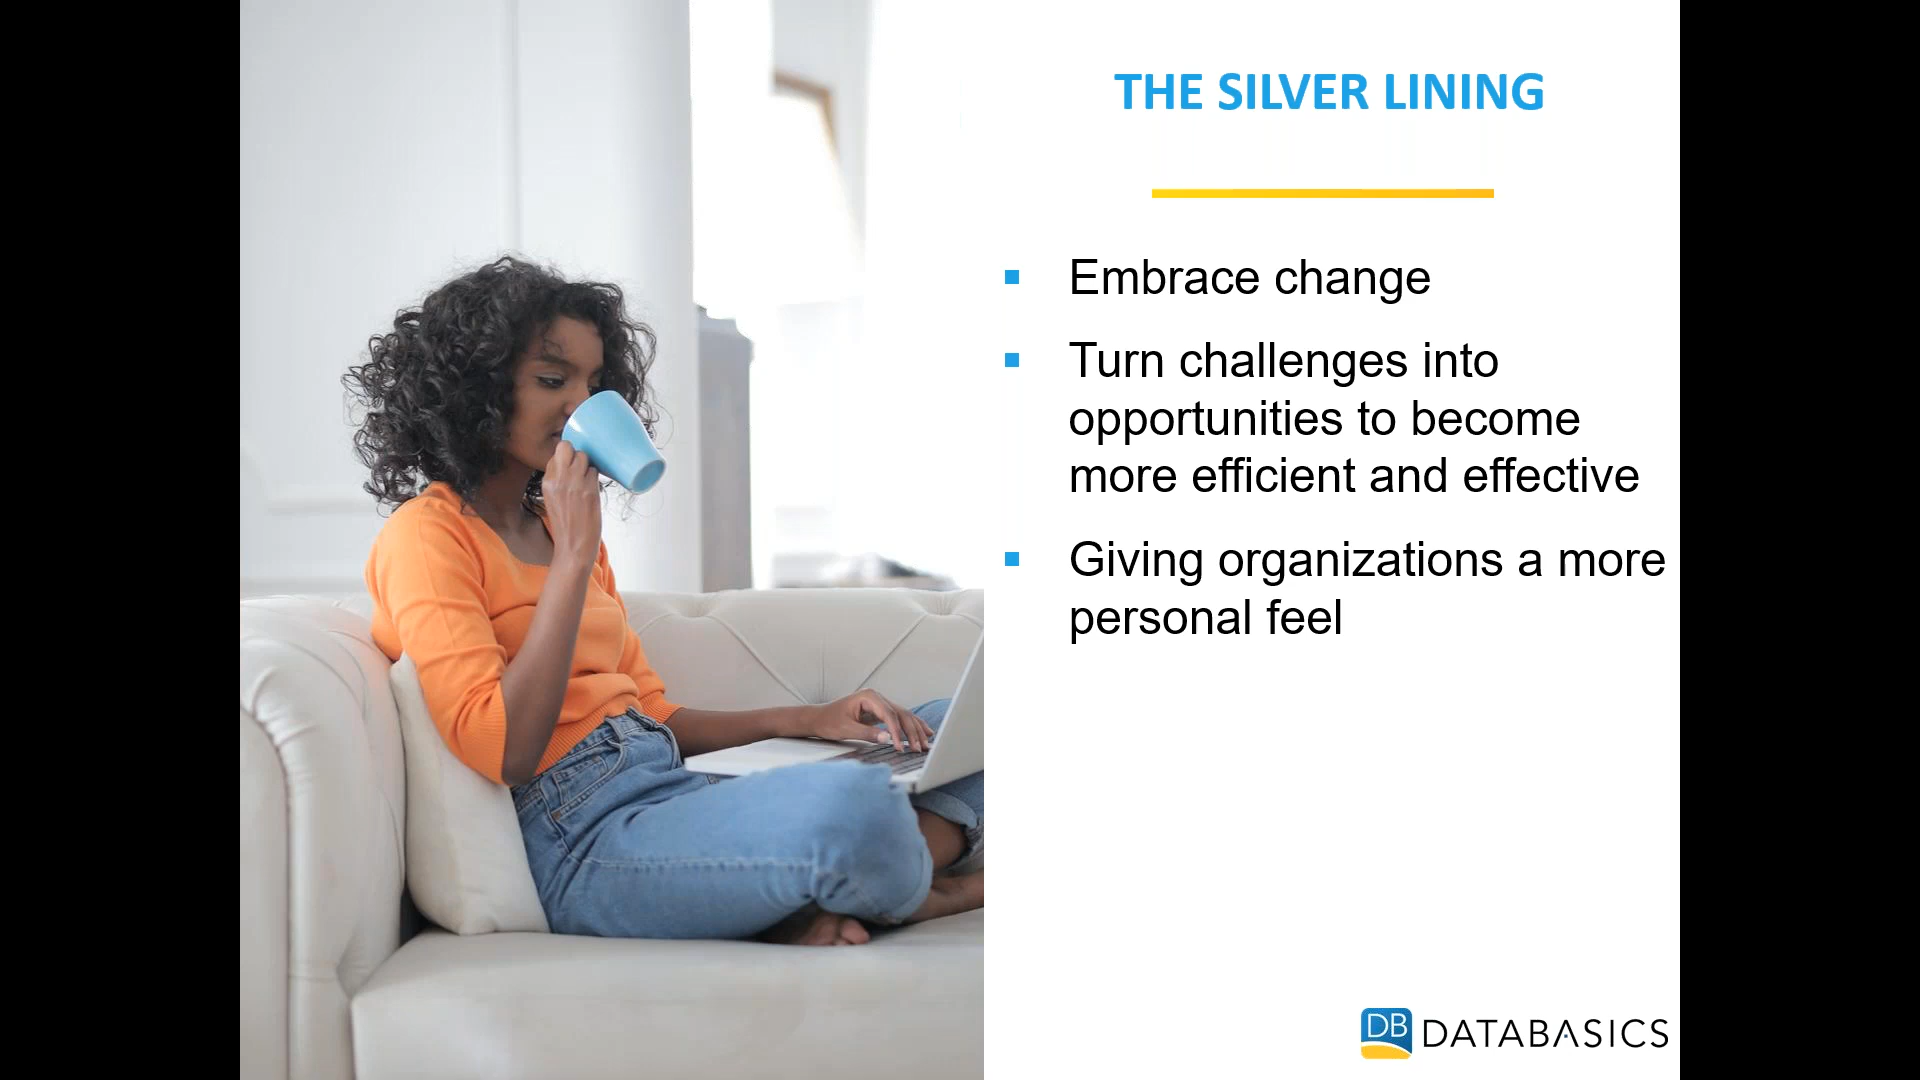 THE SILVER LINING
Embrace change
Turn challenges into
opportunities to become
more efficient and effective
Giving organizations a more
personal feel
DB DATABASICS